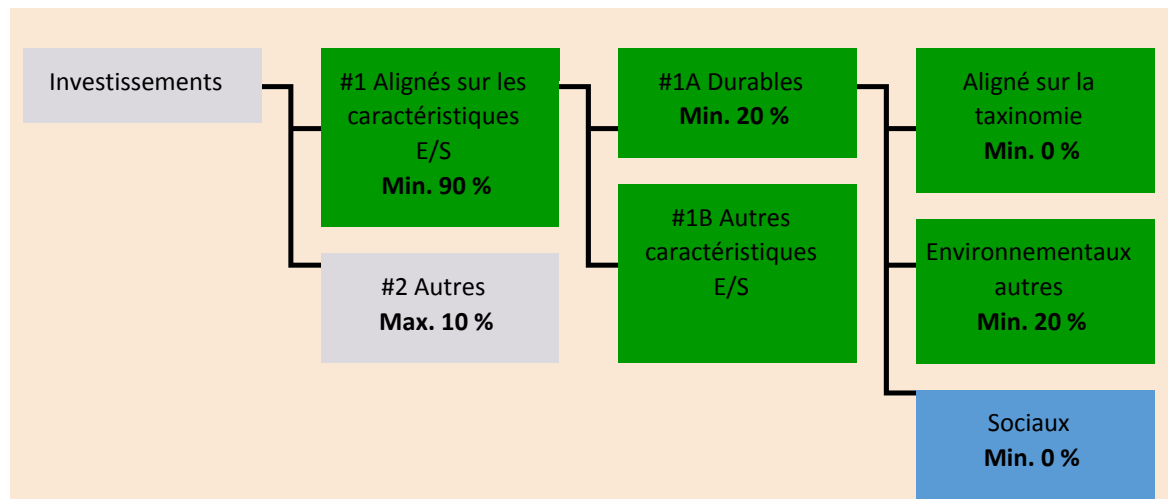 Investissements
#1 Alignés sur les
caractéristiques
E/S
Min. 90 %
#2 Autres
Max. 10 %
#1A Durables
Min. 20 %
#1B Autres
caractéristiques
E/S
Aligné sur la
taxinomie
Min. 0 %
Environnementaux
autres
Min. 20 %
Sociaux
Min. 0 %